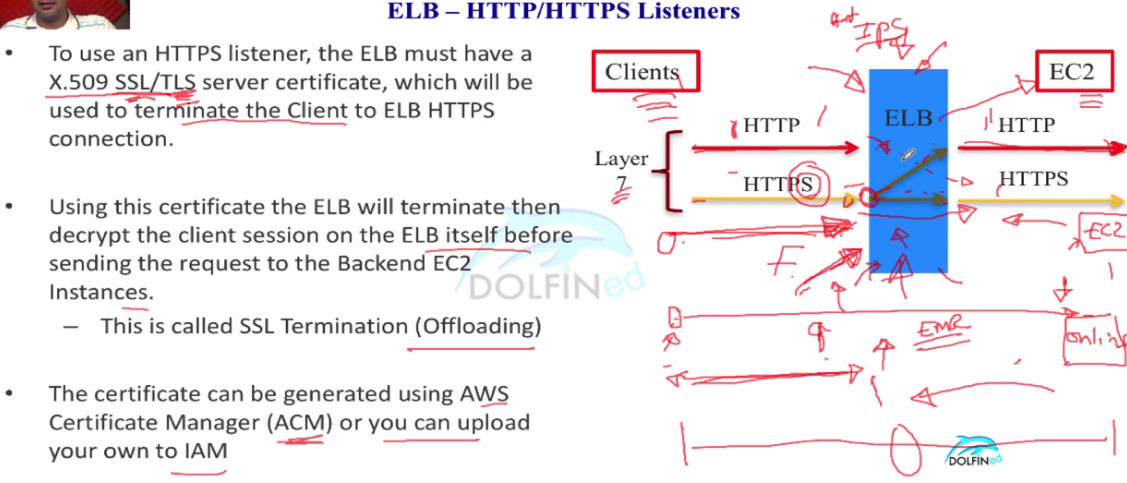 ELB – HTTP/HTTPS Listeners
• To use an HTTPS listener, the ELB must have a
X.509 SSL/TLS server certificate, which will be
used to terminate the Client to ELB HTTPS
connection.
• Using this certificate the ELB will terminate then
decrypt the client session on the ELB itself before
sending the request to the Backend EC2
Instances.
– This is called SSL Termination (Offloading)
• The certificate can be generated using AWS
Certificate Manager (ACM) or you can upload
your own to IAM
IPS
Clients
EC2
ELB
HTTP
HTTP
Layer
7
HTTPS
HTTPS
EC2
F
EMR
DOLFINed
DOLFINed